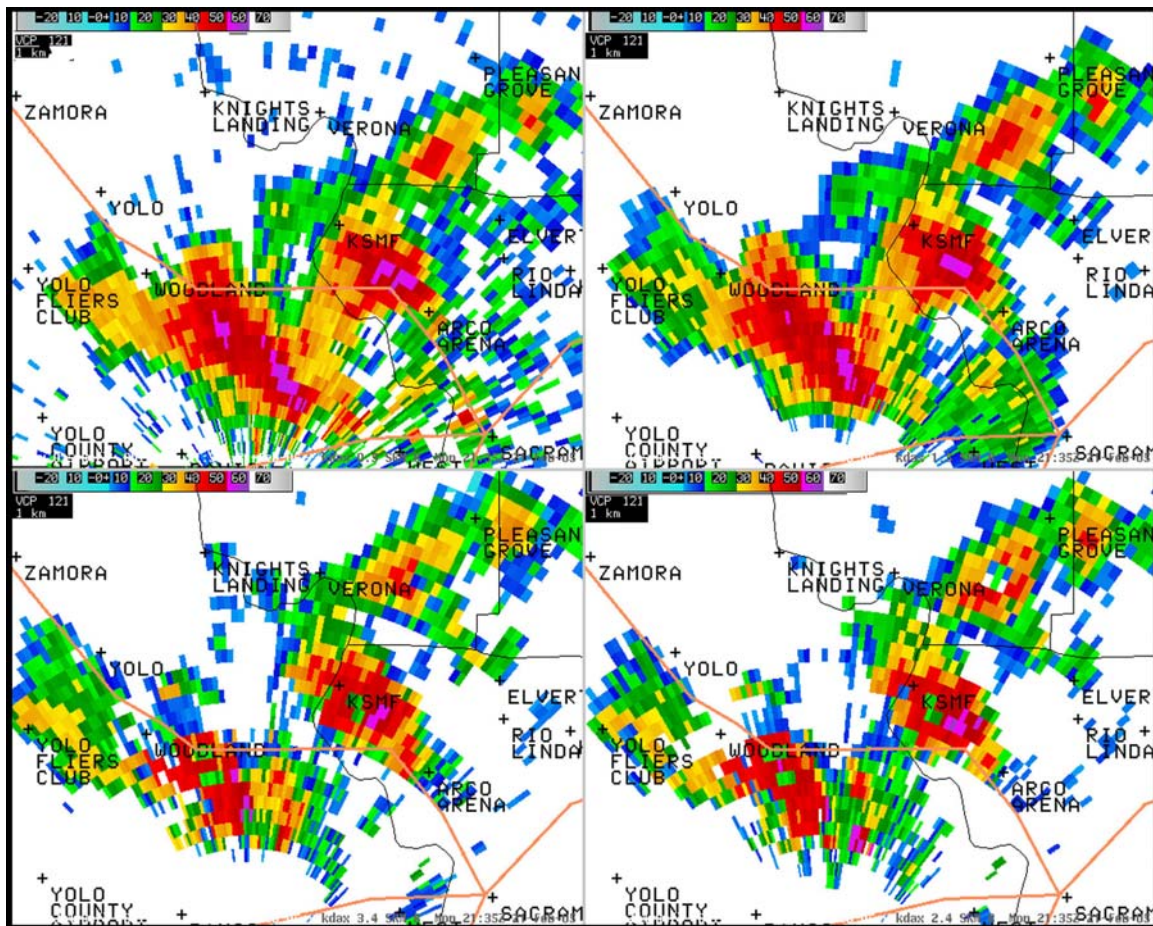 -20 10 -0+ 10 20 30 40 50 60 70
VCP 121
1 km
PLEASAN
GROVE
ZAMORA
KNIGHTS
LANDING
VERONA
YOLO
KSMF
ELVERT
RIO
LINDA
YOLO
FLIERS
CLUB
WOODLAND
ARCO
ARENA
YOLO
COUNTY
SACRAM
-20 10 -0+ 10 20 30 40 50 60 70
VCP 121
1 km
PLEASAN
GROVE
ZAMORA
KNIGHTS
LANDING
VERONA
YOLO
KSMF
ELVER
RIO
LINDA
YOLO
FLIERS
CLUB
WOODLAND
ARCO
ARENA
YOLO
COUNTY
SACRAM
-20 10 -0+ 10 20 30 40 50 60 70
VCP 121
1 km
PLEASAN
GROVE
ZAMORA
KNIGHTS
LANDING
VERONA
YOLO
KSMF
ELVERT
RIO
LINDA
YOLO
FLIERS
CLUB
WOODLAND
ARCO
ARENA
YOLO
COUNTY
SACRAM
kdax 3.4 Mon 21:35Z
-20 10 -0+ 10 20 30 40 50 60 70
VCP 121
1 km
PLEASAN
GROVE
ZAMORA
KNIGHTS
LANDING
VERONA
YOLO
KSMF
ELVER
RIO
LINDA
YOLO
FLIERS
CLUB
WOODLAND
ARCO
ARENA
YOLO
COUNTY
SACRAM
kdax 2.4 Mon 21:35Z